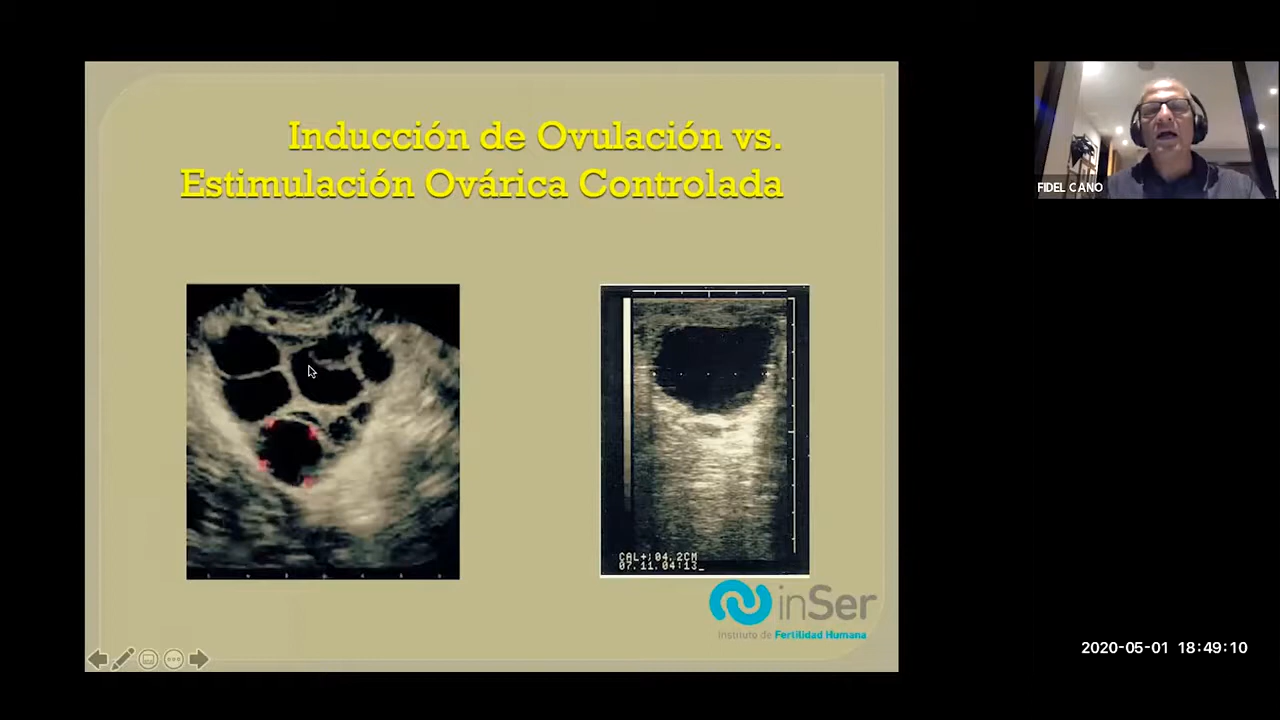 Inducción de Ovulación vs.
Estimulación Ovárica Controlada
FIDEL CANO
CAL+:04.2CM
07.11.04:13_
inSer
Instituto de Fertilidad Humana
2020-05-01 18:49:10